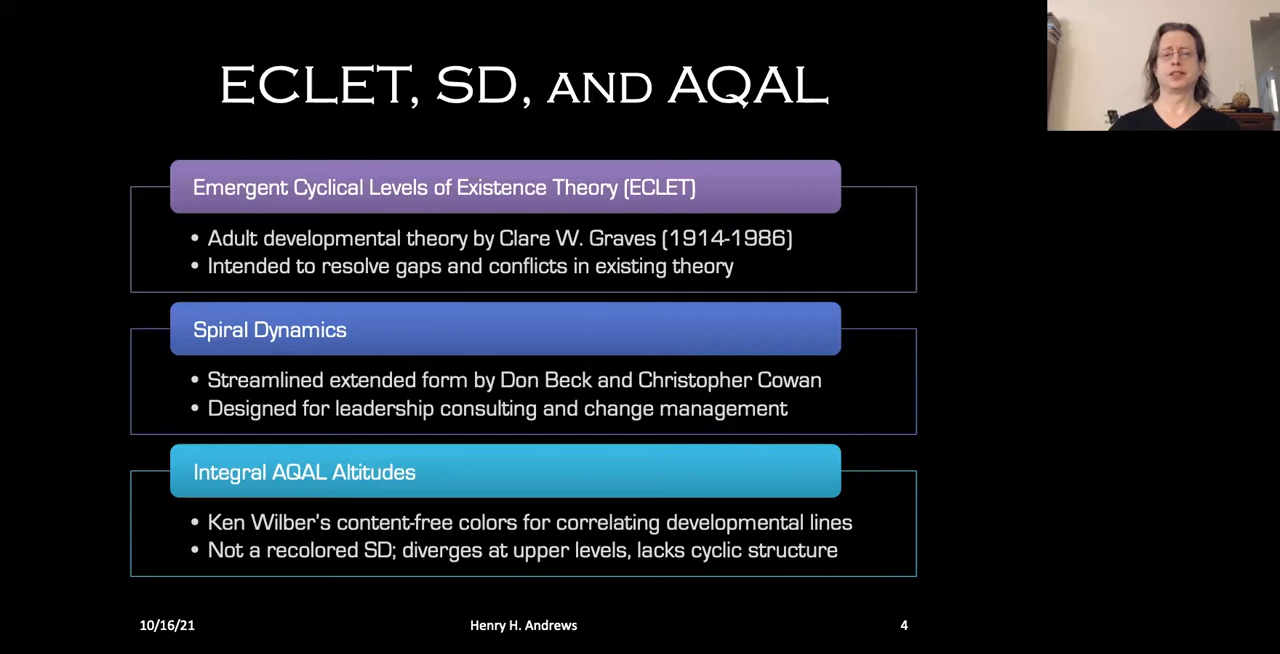 ECLET, SD, AND AQAL
Emergent Cyclical Levels of Existence Theory (ECLET)
• Adult developmental theory by Clare W. Graves (1914-1986)
• Intended to resolve gaps and conflicts in existing theory
Spiral Dynamics
• Streamlined extended form by Don Beck and Christopher Cowan
• Designed for leadership consulting and change management
Integral AQAL Altitudes
• Ken Wilber's content-free colors for correlating developmental lines
• Not a recolored SD; diverges at upper levels, lacks cyclic structure
10/16/21 Henry H. Andrews 4